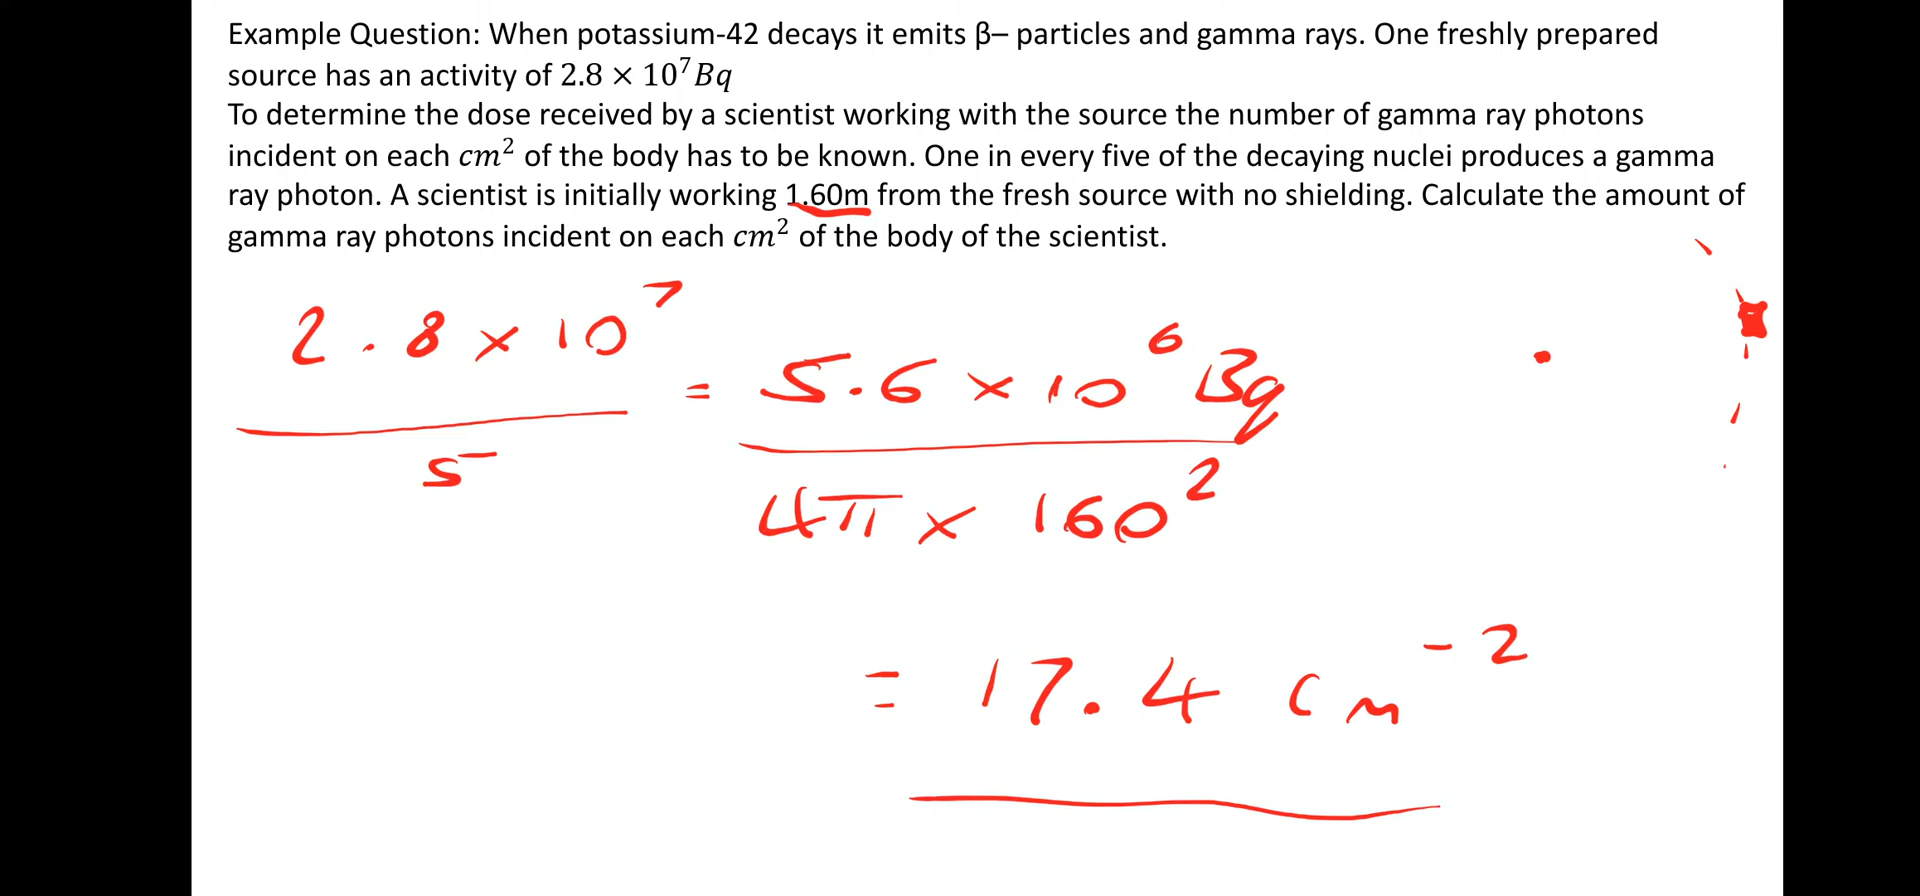 Example Question: When potassium-42 decays it emits β– particles and gamma rays. One freshly prepared
source has an activity of 2.8 × 10⁷Bq
To determine the dose received by a scientist working with the source the number of gamma ray photons
incident on each cm² of the body has to be known. One in every five of the decaying nuclei produces a gamma
ray photon. A scientist is initially working 1.60m from the fresh source with no shielding. Calculate the amount of
gamma ray photons incident on each cm² of the body of the scientist.
2.8 × 10⁷
5
= 5.6 × 10⁶ Bq
4π × 160²
= 17.4 cm⁻²